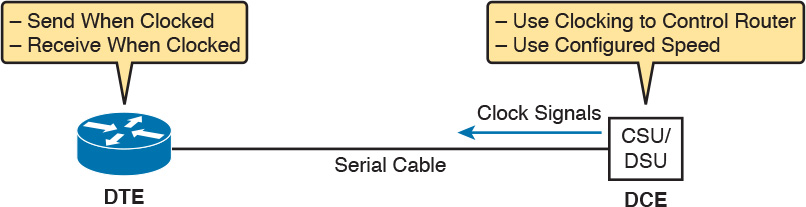 – Send When Clocked
– Receive When Clocked
– Use Clocking to Control Router
– Use Configured Speed
Clock Signals
CSU/
DSU
Serial Cable
DTE
DCE